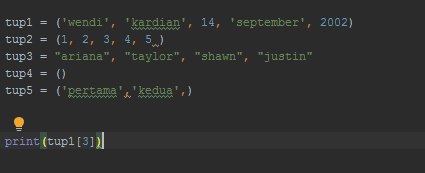 tup1 = ('wendi', 'kardian', 14, 'september', 2002)
tup2 = (1, 2, 3, 4, 5,)
tup3 = "ariana", "taylor", "shawn", "justin"
tup4 = ()
tup5 = ('pertama','kedua',)
print(tup1[3])